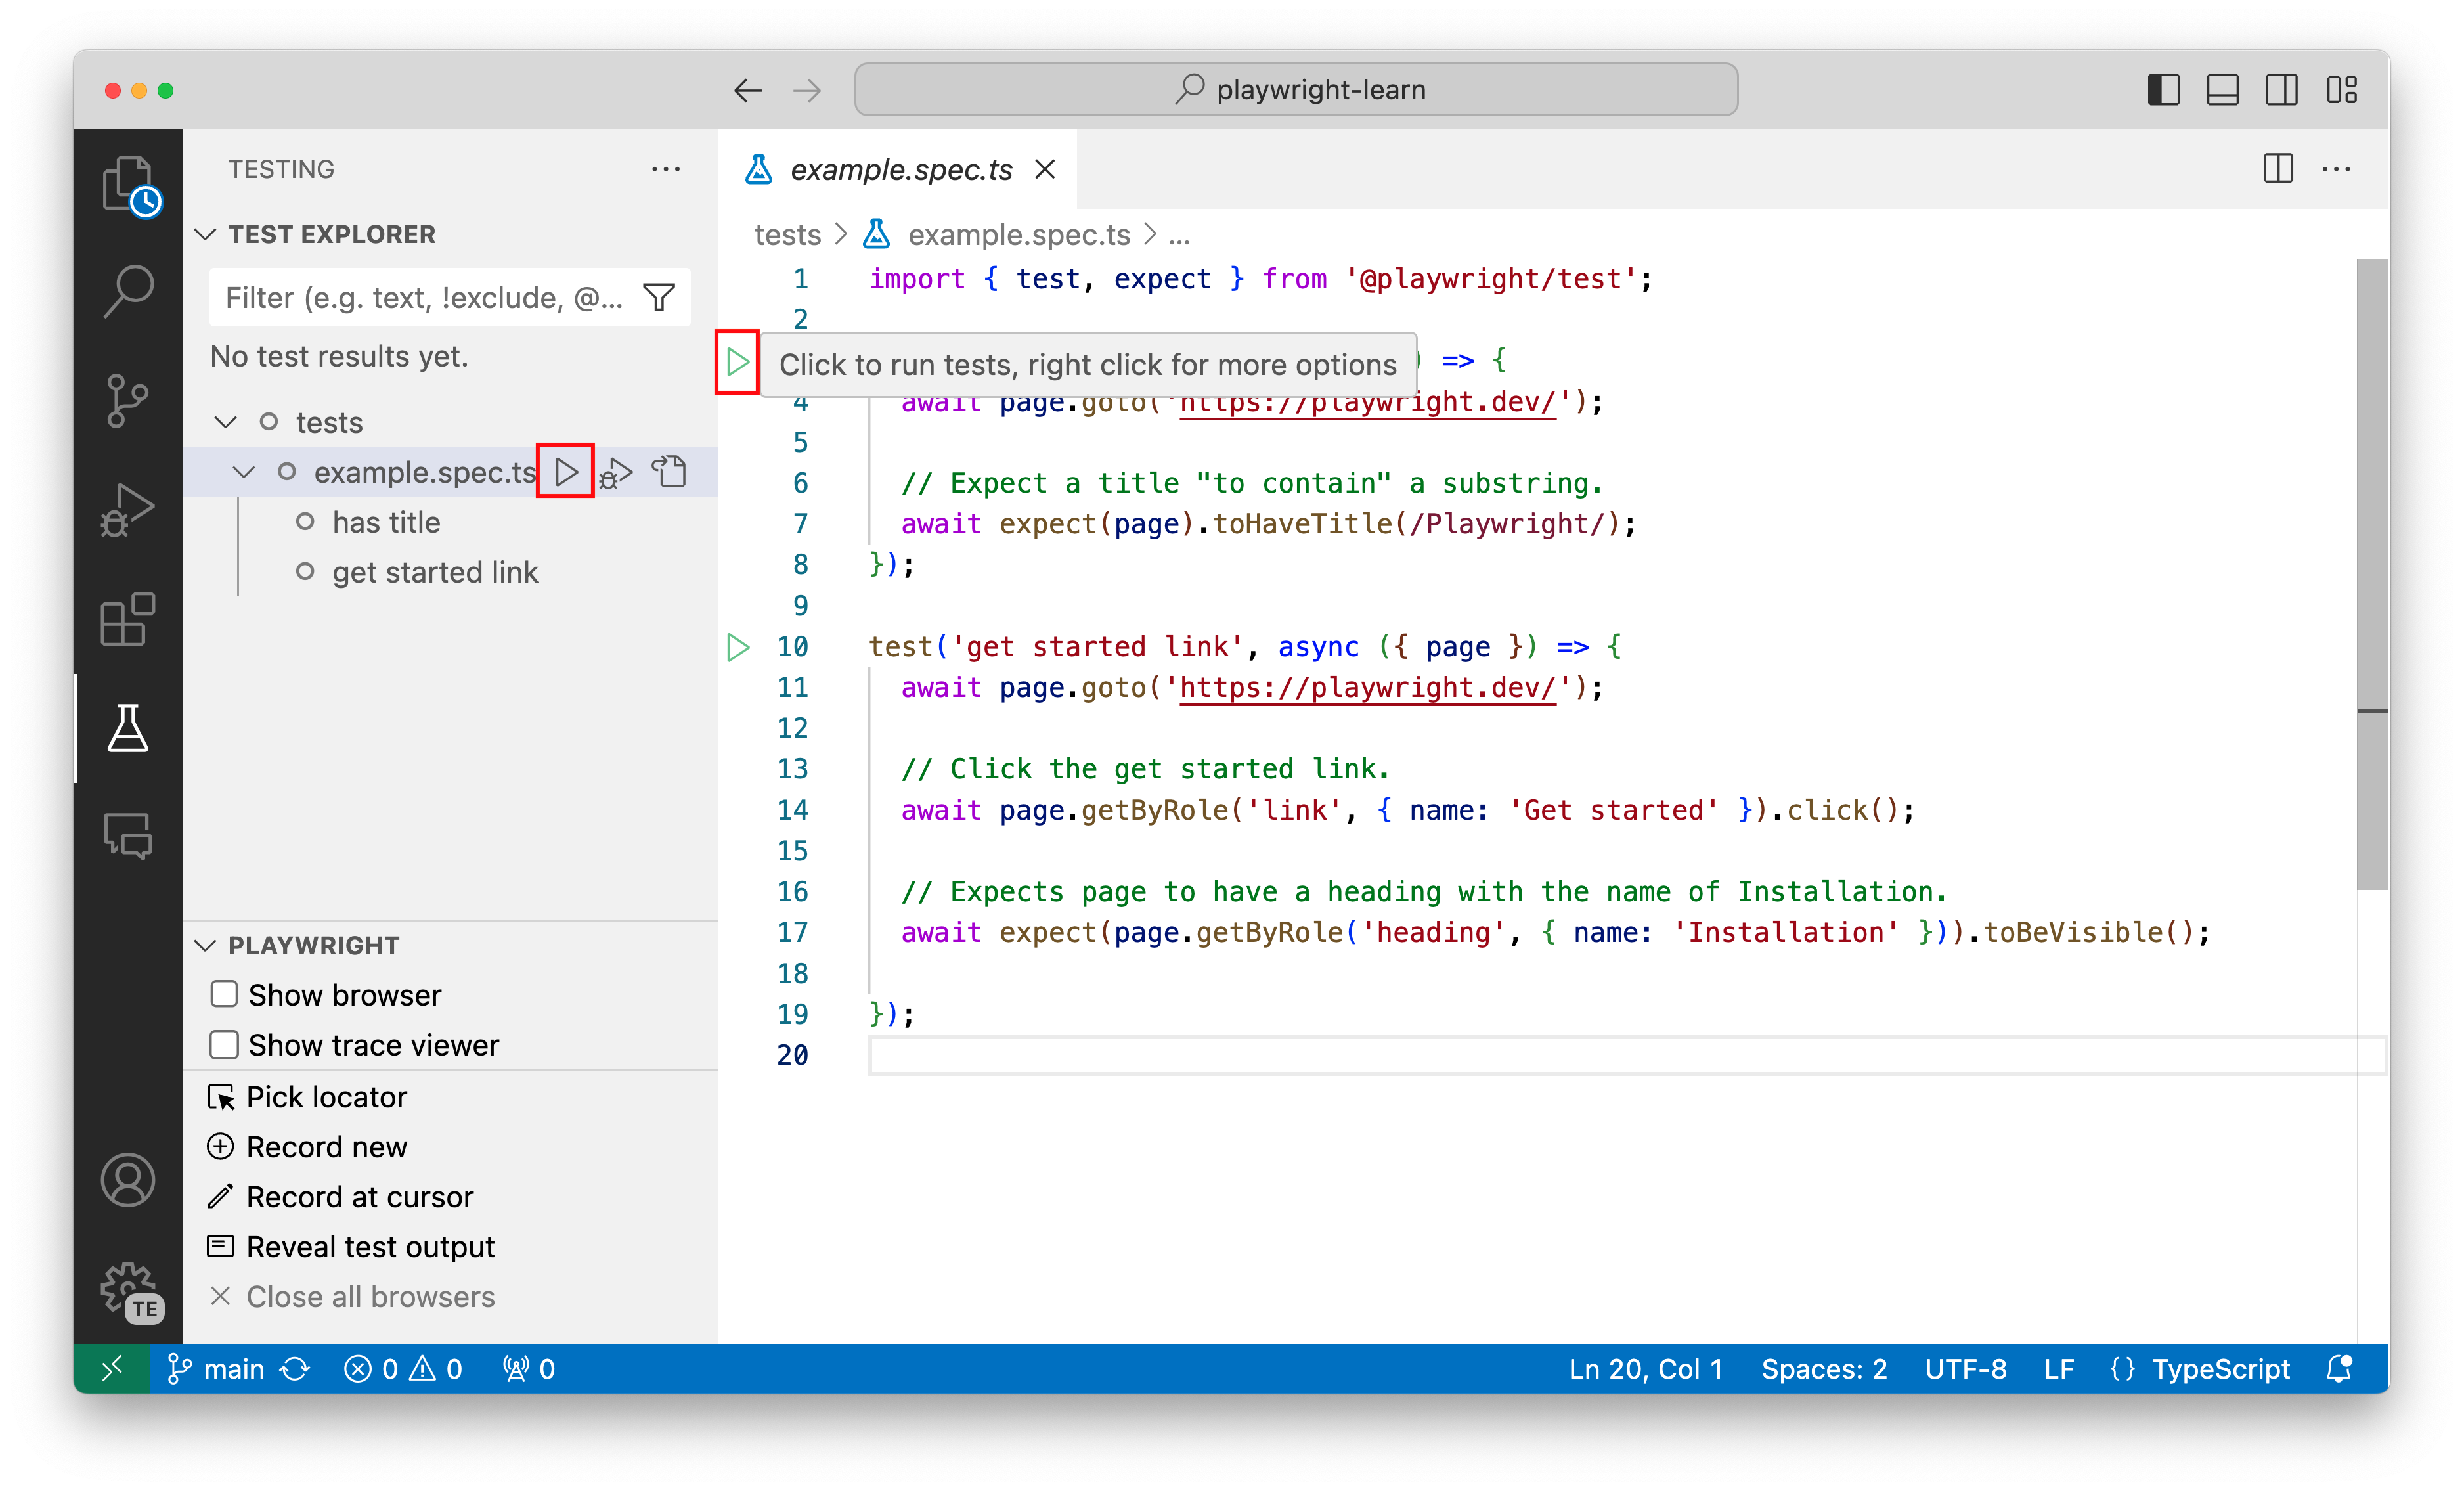 playwright-learn
TESTING
TEST EXPLORER
Filter (e.g. text, !exclude, @...
No test results yet.
tests
example.spec.ts
has title
get started link
PLAYWRIGHT
Show browser
Show trace viewer
Pick locator
Record new
Record at cursor
Reveal test output
Close all browsers
TE
example.spec.ts
tests > example.spec.ts > ...
1 import { test, expect } from '@playwright/test';
2
Click to run tests, right click for more options ) => {
4 await page.goto('https://playwright.dev/');
5
6 // Expect a title "to contain" a substring.
7 await expect(page).toHaveTitle(/Playwright/);
8 });
9
10 test('get started link', async ({ page }) => {
11 await page.goto('https://playwright.dev/');
12
13 // Click the get started link.
14 await page.getByRole('link', { name: 'Get started' }).click();
15
16 // Expects page to have a heading with the name of Installation.
17 await expect(page.getByRole('heading', { name: 'Installation' })).toBeVisible();
18
19 });
20
main 0 0 0 Ln 20, Col 1 Spaces: 2 UTF-8 LF {} TypeScript